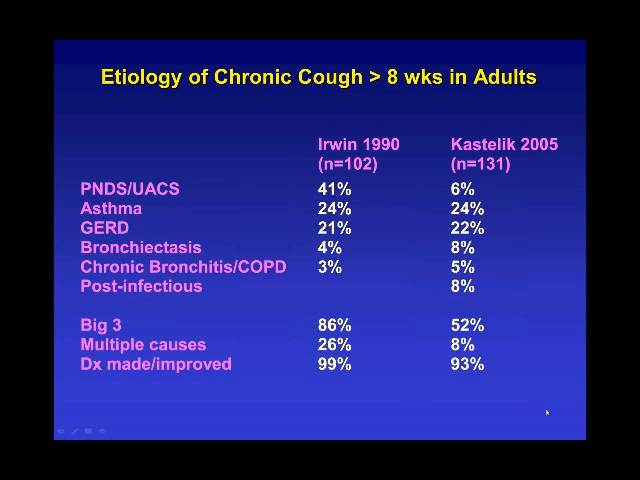 Etiology of Chronic Cough > 8 wks in Adults
Irwin 1990 Kastelik 2005
(n=102) (n=131)
PNDS/UACS 41% 6%
Asthma 24% 24%
GERD 21% 22%
Bronchiectasis 4% 8%
Chronic Bronchitis/COPD 3% 5%
Post-infectious 8%
Big 3 86% 52%
Multiple causes 26% 8%
Dx made/improved 99% 93%